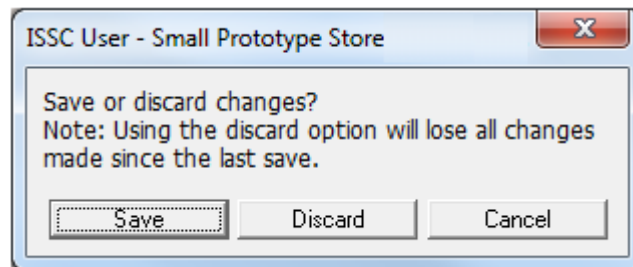 ISSC User - Small Prototype Store
Save or discard changes?
Note: Using the discard option will lose all changes
made since the last save.
Save
Discard
Cancel